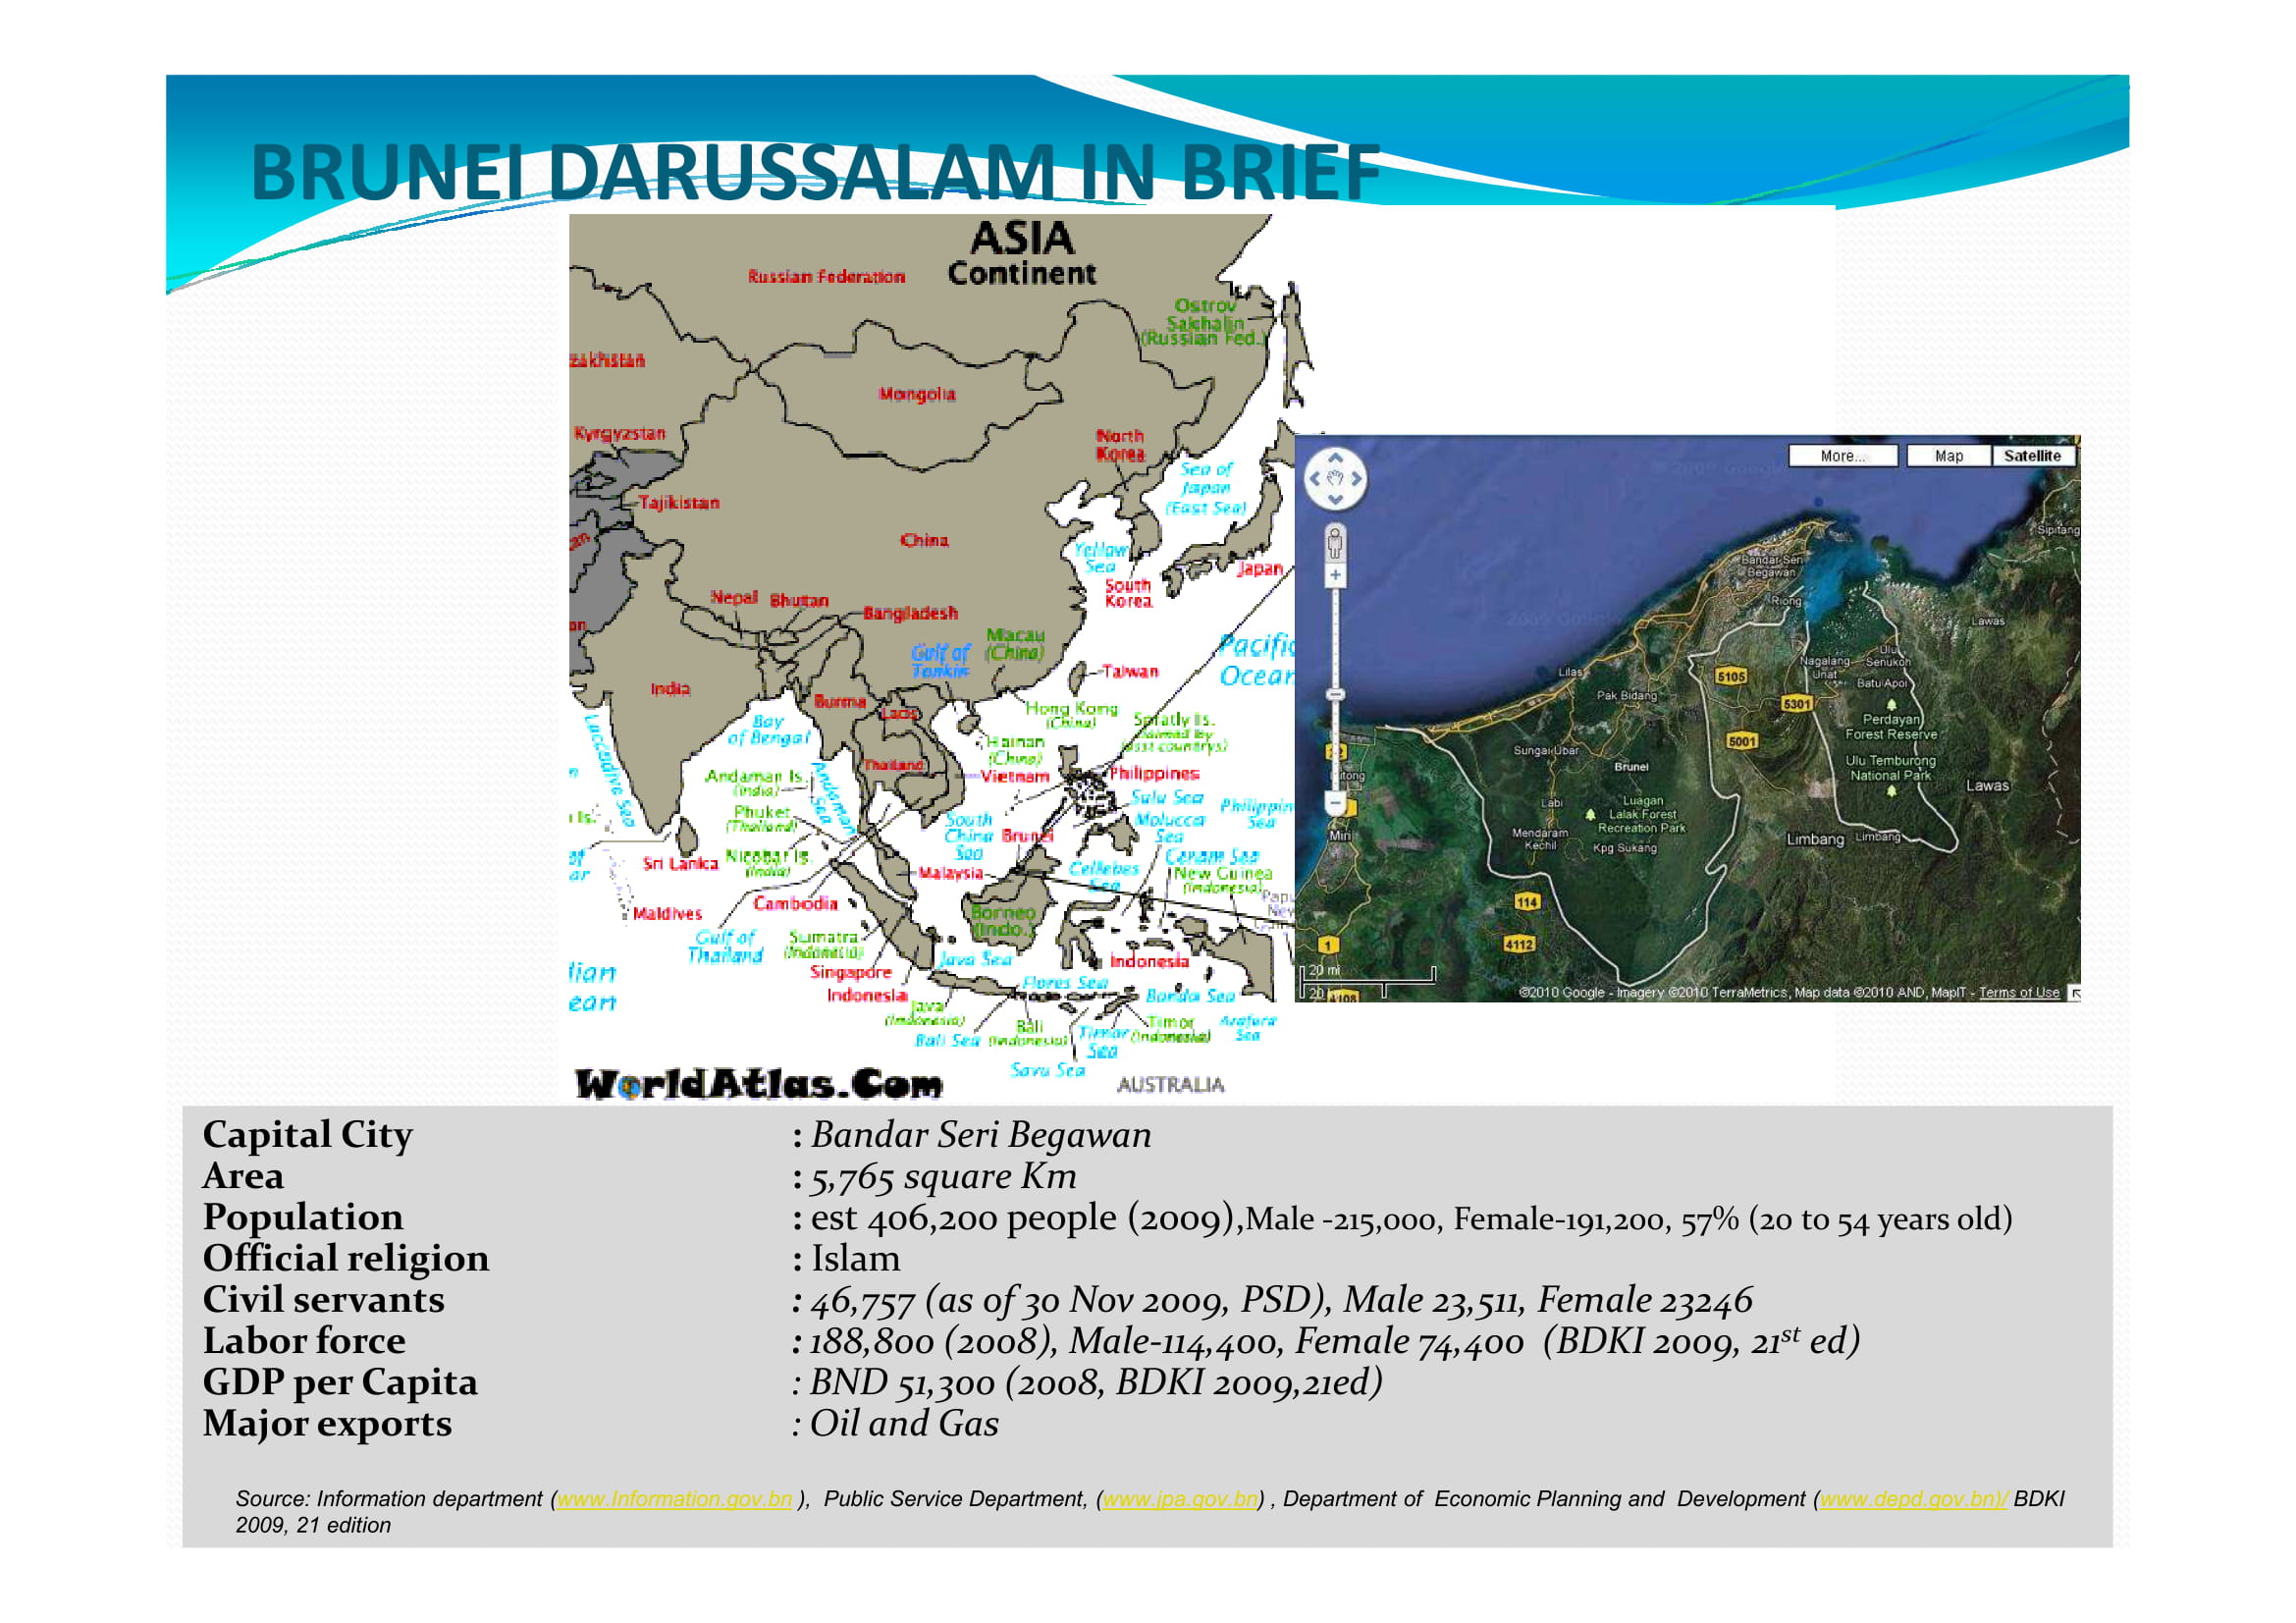 BRUNEI DARUSSALAM IN BRIEF
ASIA
Continent
Russian Federation
Ostrov
Sakhalin
(Russian Fed.)
zakhstan
Mongolia
Kyrgyzstan
North
Korea
Sea of
Japan
(East Sea)
Tajikistan
China
Yellow
Sea
South
Korea
Japan
Nepal
Bhutan
Bangladesh
Macau
(China)
Gulf of
Tonkin
Pacific
Ocean
Taiwan
India
Burma
Laos
Hong Kong
(China)
Spratly Is.
Bay
of Bengal
Hainan
(China)
Laccadive Sea
Thailand
Vietnam
Philippines
Andaman Is.
(India)
Andaman
Sea
Sulu Sea
Philippin
Sea
Phuket
(Thailand)
South
China
Sea
Brunei
Molucca
Sea
Is.
Sri Lanka
Nicobar Is.
(India)
Malaysia
Cellebes
Sea
Ceram Sea
New Guinea
(Indonesia)
Papu
New
Maldives
Cambodia
Borneo
(Indo.)
Gulf of
Thailand
Sumatra
(Indonesia)
Java Sea
Indonesia
Singapore
Flores Sea
Banda Sea
Indonesia
Java
(Indonesia)
Bali
(Indonesia)
Bali Sea
Timor
Sea
Timor
(Indonesia)
Arafura
Sea
Savu Sea
dian
ean
WorldAtlas.Com
AUSTRALIA
More...
Map
Satellite
Sipitang
Bandar Seri
Begawan
Riong
Lawas
Lilas
Pak Bidang
5105
Nagalang
Unat
Ulu
Senukoh
Batu Apoi
5301
Perdayan
Forest Reserve
5001
Sungai Ubar
Brunei
Ulu Temburong
National Park
Lawas
Labi
Luagan
Lalak Forest
Recreation Park
Miri
Mendaram
Kechil
Kpg Sukang
Limbang
Limbang
114
4112
1
20 mi
20
4108
©2010 Google - Imagery ©2010 TerraMetrics, Map data ©2010 AND, MapIT - Terms of Use
Capital City : Bandar Seri Begawan
Area : 5,765 square Km
Population : est 406,200 people (2009),Male -215,000, Female-191,200, 57% (20 to 54 years old)
Official religion : Islam
Civil servants : 46,757 (as of 30 Nov 2009, PSD), Male 23,511, Female 23246
Labor force : 188,800 (2008), Male-114,400, Female 74,400 (BDKI 2009, 21st ed)
GDP per Capita : BND 51,300 (2008, BDKI 2009,21ed)
Major exports : Oil and Gas
Source: Information department (www.Information.gov.bn ), Public Service Department, (www.jpa.gov.bn) , Department of Economic Planning and Development (www.depd.gov.bn)/ BDKI
2009, 21 edition